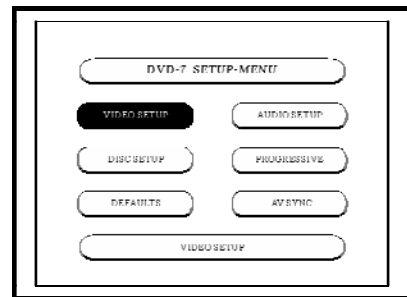 DVD-7 SETUP-MENU
VIDEO SETUP
AUDIO SETUP
DISC SETUP
PROGRESSIVE
DEFAULTS
AV SYNC
VIDEO SETUP